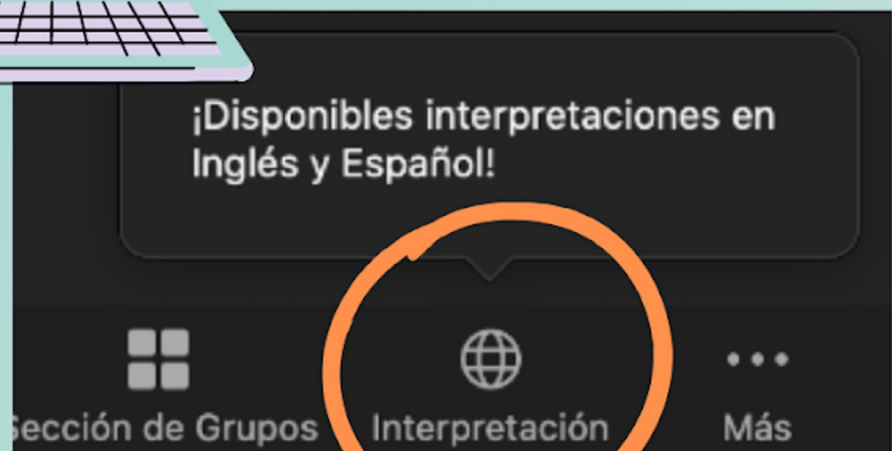 ¡Disponibles interpretaciones en
Inglés y Español!
Sección de Grupos
Interpretación
Más